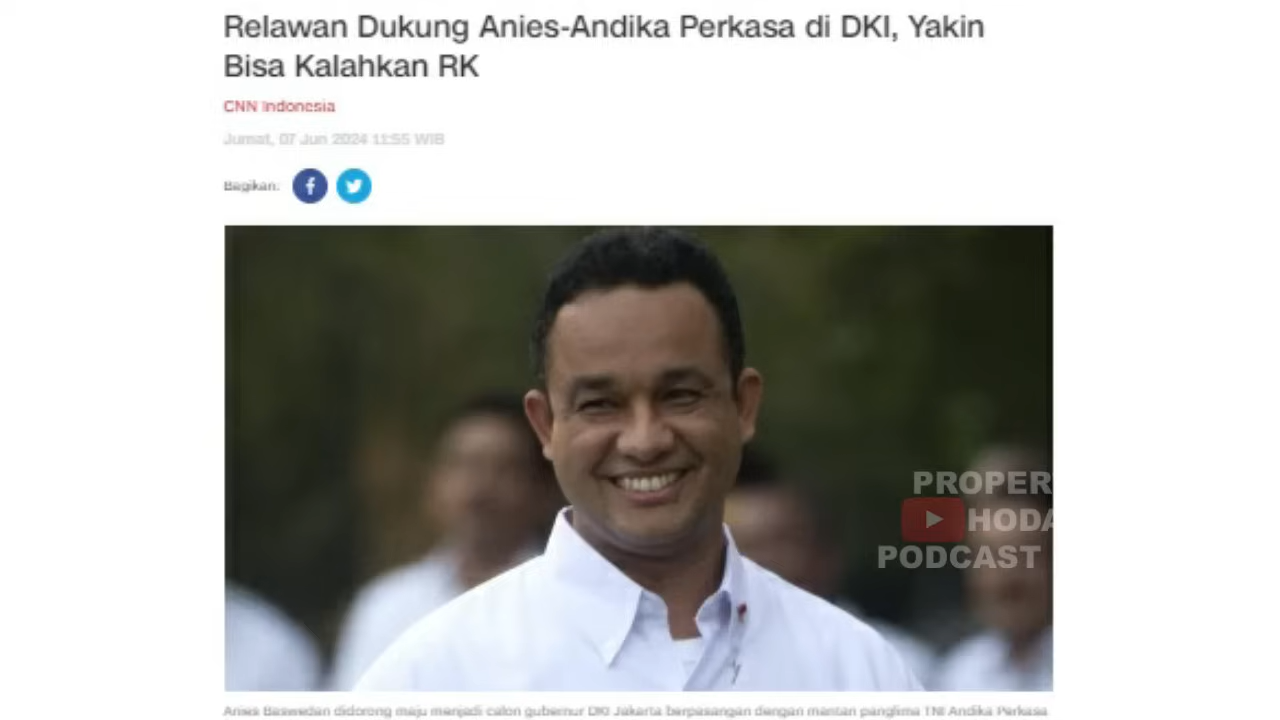 Relawan Dukung Anies-Andika Perkasa di DKI, Yakin
Bisa Kalahkan RK
CNN Indonesia
Jumat, 07 Jun 2024 11:55 WIB
Bagikan:
PROPER
HODA
PODCAST
Anies Baswedan didorong maju menjadi calon gubernur DKI Jakarta berpasangan dengan mantan panglima TNI Andika Perkasa